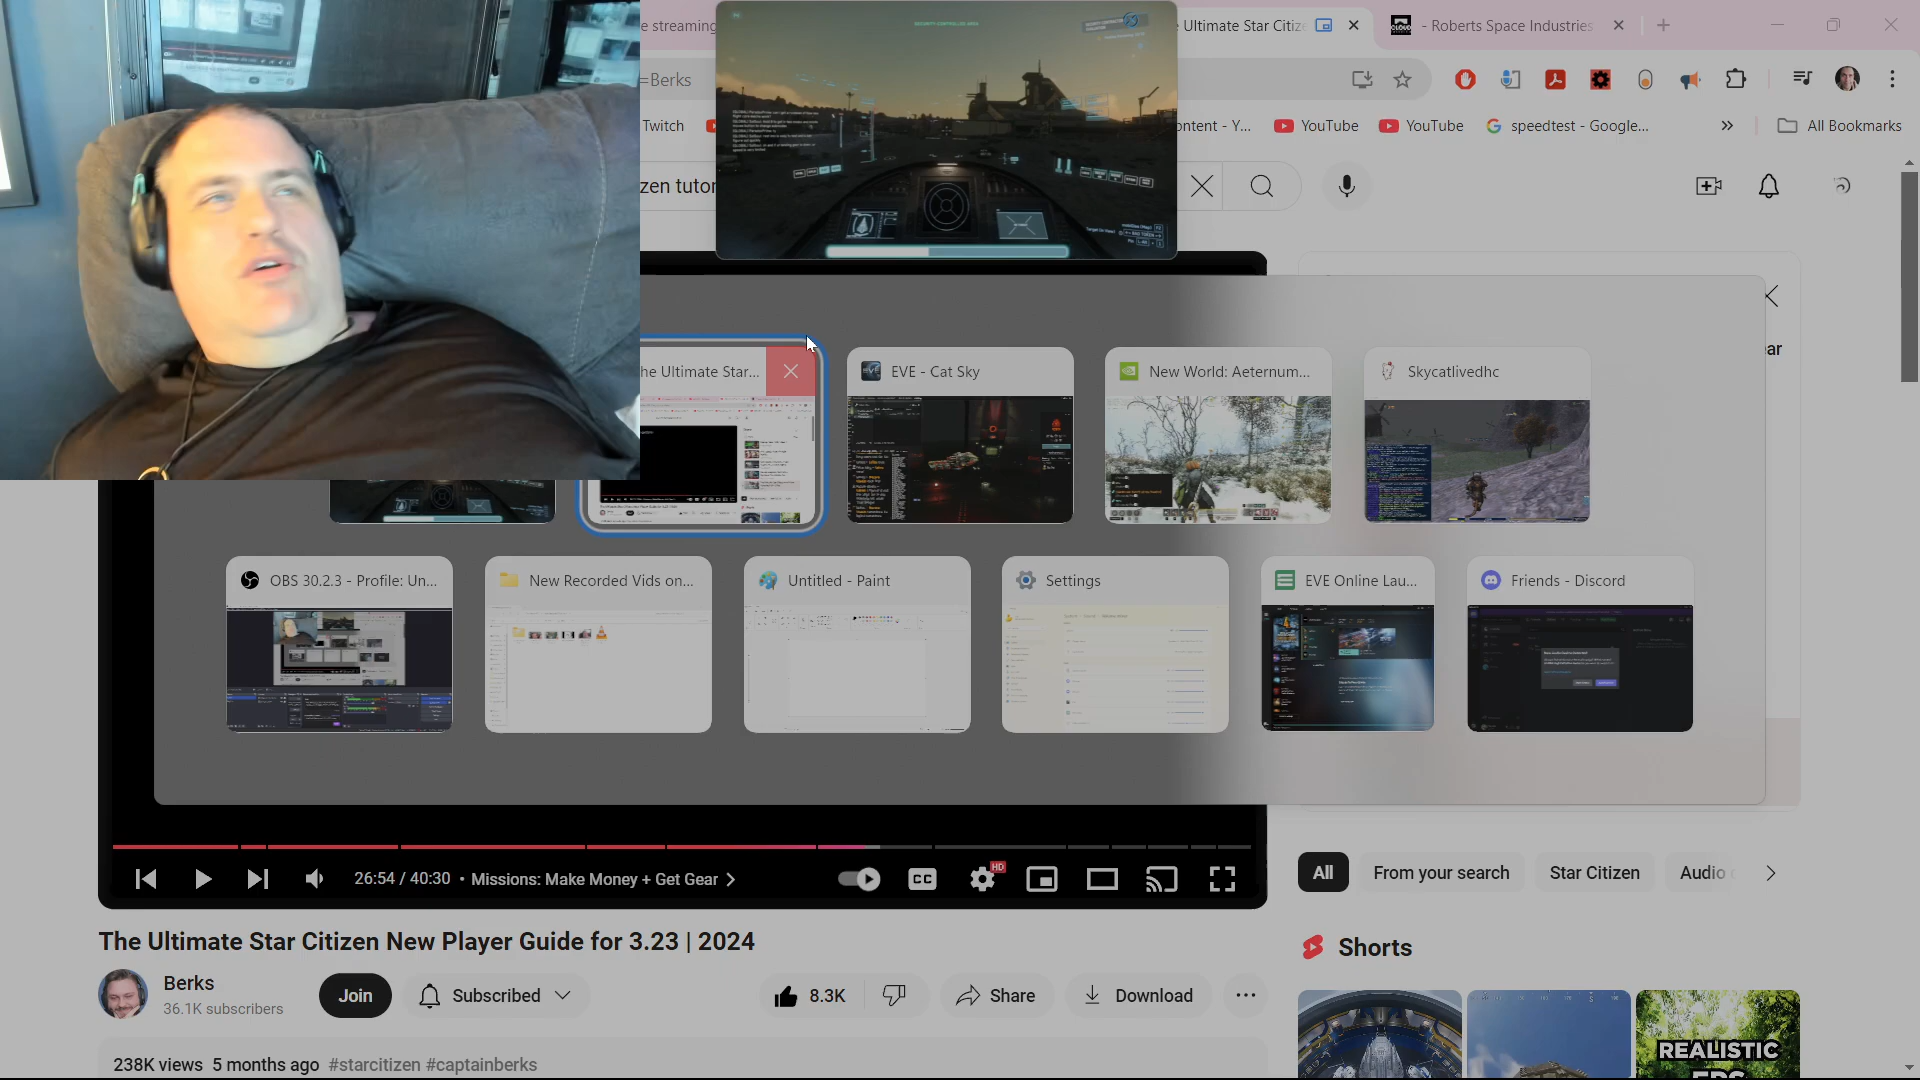 e streaming
Ultimate Star Citize
- Roberts Space Industries
=Berks
Twitch
ontent - Y...
YouTube
YouTube
speedtest - Google...
All Bookmarks
zen tutor
ar
he Ultimate Star...
EVE - Cat Sky
New World: Aeternum...
Skycatlivedhc
OBS 30.2.3 - Profile: Un...
New Recorded Vids on...
Untitled - Paint
Settings
EVE Online Lau...
Friends - Discord
26:54 / 40:30 • Missions: Make Money + Get Gear
CC
HD
All
From your search
Star Citizen
Audio
The Ultimate Star Citizen New Player Guide for 3.23 | 2024
Shorts
Berks
36.1K subscribers
Join
Subscribed
8.3K
Share
Download
238K views 5 months ago #starcitizen #captainberks
REALISTIC